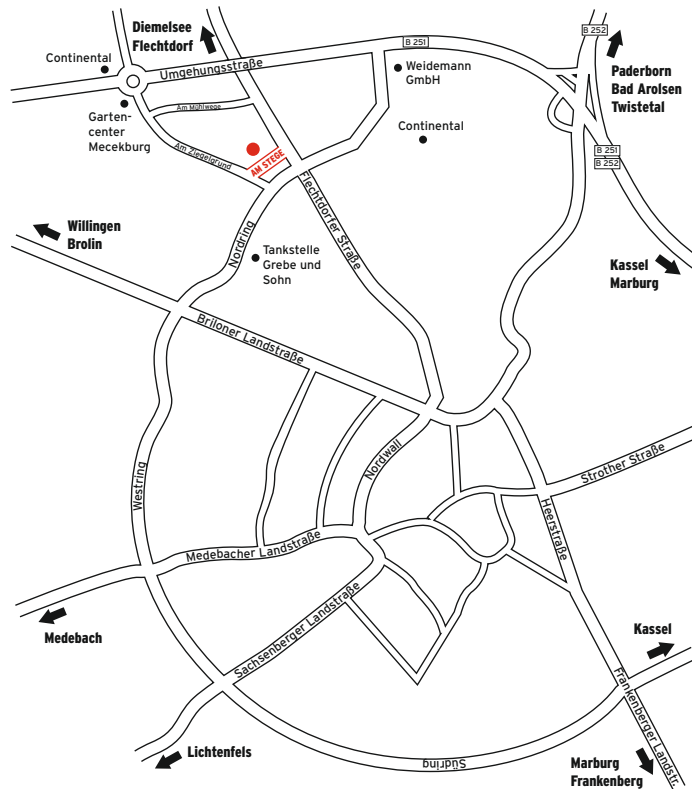 Diemelsee
Flechtdorf
B 252
B 251
Continental
Umgehungsstraße
Weidemann
GmbH
Paderborn
Bad Arolsen
Twistetal
Am Mühlwege
Garten-
center
Mecekburg
Continental
Am Ziegelgrund
AM STEGE
B 251
B 252
Flechtdorfer Straße
Willingen
Brolin
Nordring
Tankstelle
Grebe und
Sohn
Kassel
Marburg
Briloner Landstraße
Nordwall
Strother Straße
Westring
Heerstraße
Medebacher Landstraße
Medebach
Sachsenberger Landstraße
Kassel
Frankenberger Landstr.
Lichtenfels
Südring
Marburg
Frankenberg